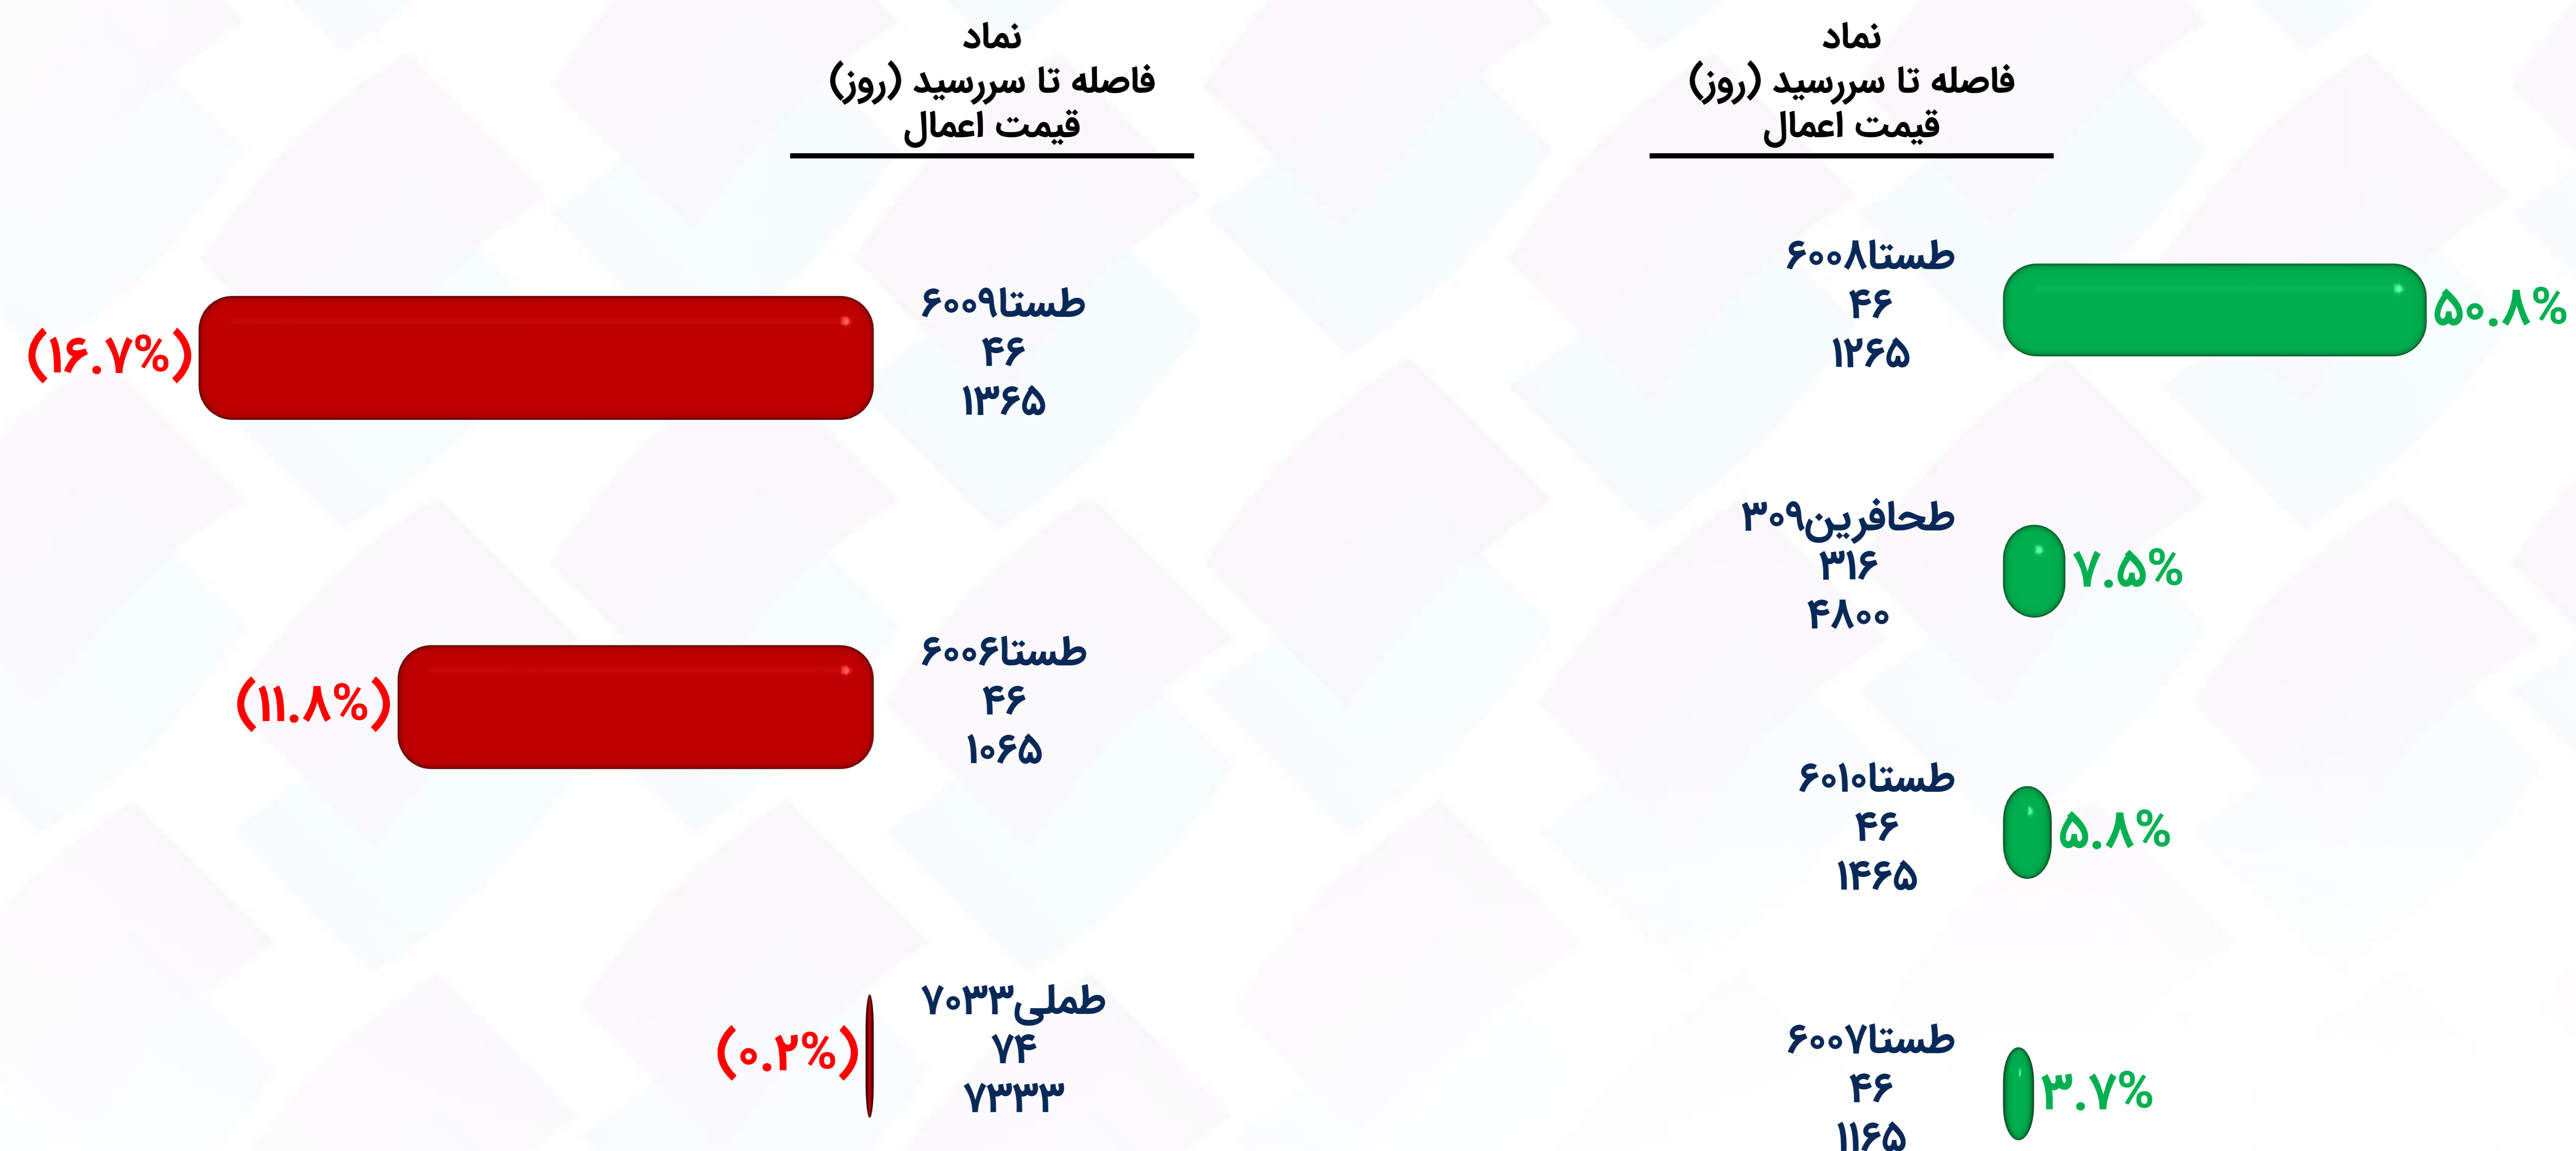 نماد
فاصله تا سررسید (روز)
قیمت اعمال
طستا۶۰۰۸
۴۶
۱۲۶۵
۵۰.۸%
طحافرین۳۰۹
۳۱۶
۴۸۰۰
۷.۵%
طستا۶۰۱۰
۴۶
۱۴۶۵
۵.۸%
طستا۶۰۰۷
۴۶
۱۱۶۵
۳.۷%
نماد
فاصله تا سررسید (روز)
قیمت اعمال
طستا۶۰۰۹
۴۶
۱۳۶۵
(۱۶.۷%)
طستا۶۰۰۶
۴۶
۱۰۶۵
(۱۱.۸%)
طملی۷۰۳۳
۷۴
۷۳۳۳
(۰.۲%)